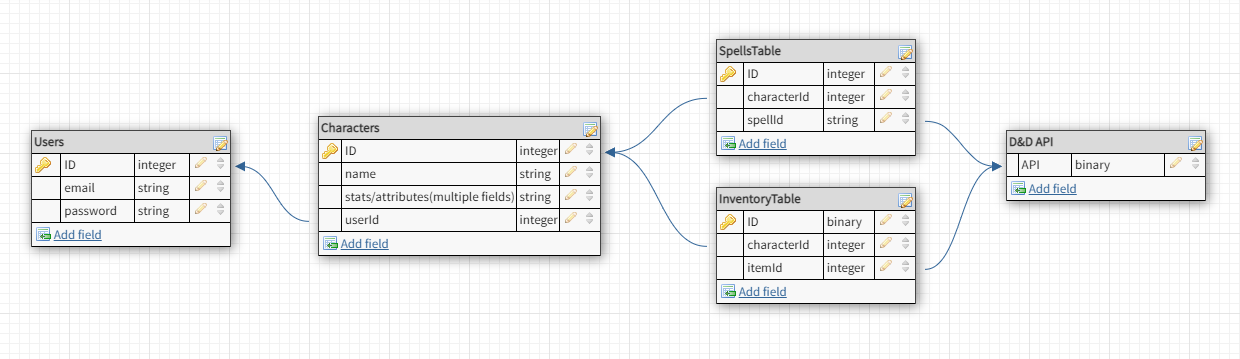 Users
ID integer
email string
password string
Add field
Characters
ID integer
name string
stats/attributes(multiple fields) string
userId integer
Add field
SpellsTable
ID integer
characterId integer
spellId string
Add field
InventoryTable
ID binary
characterId integer
itemId integer
Add field
D&D API
API binary
Add field